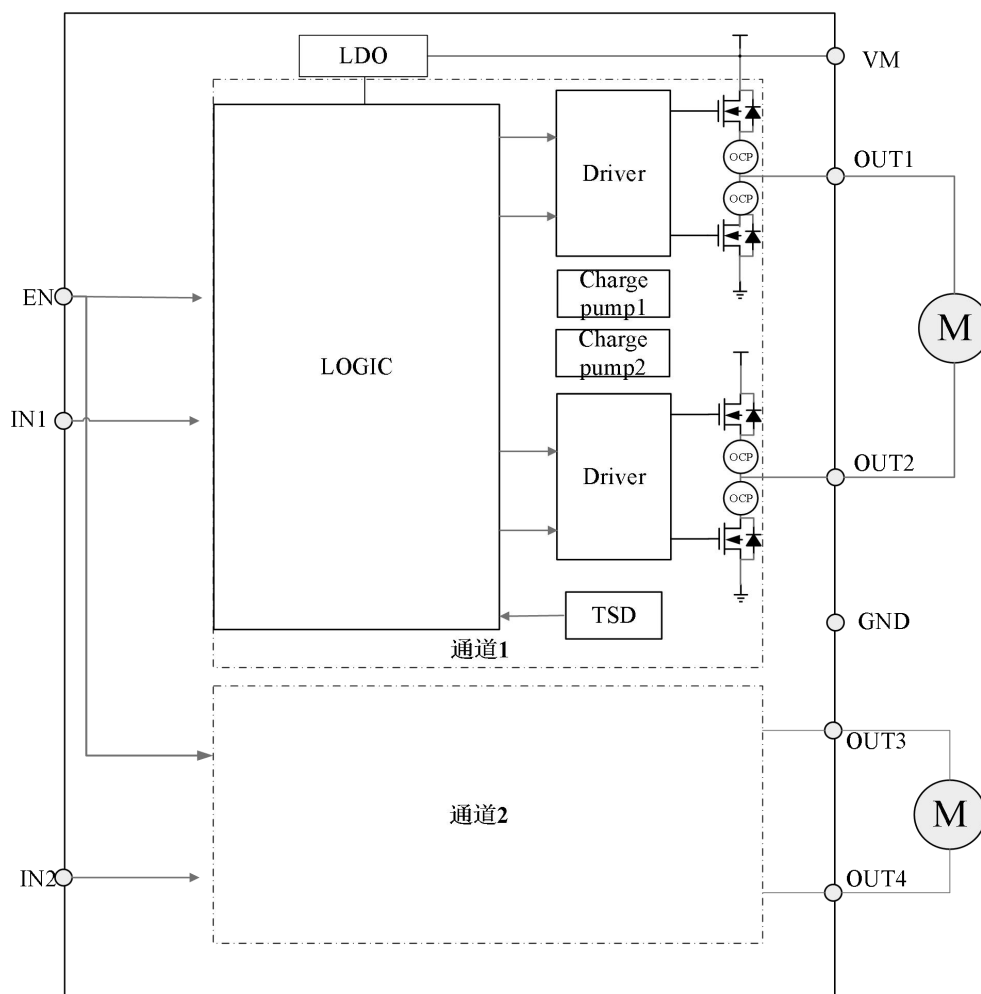 LDO
VM
OCP
OUT1
Driver
OCP
Charge
pump1
EN
M
Charge
pump2
LOGIC
IN1
OCP
OUT2
Driver
OCP
TSD
GND
通道1
OUT3
通道2
M
IN2
OUT4